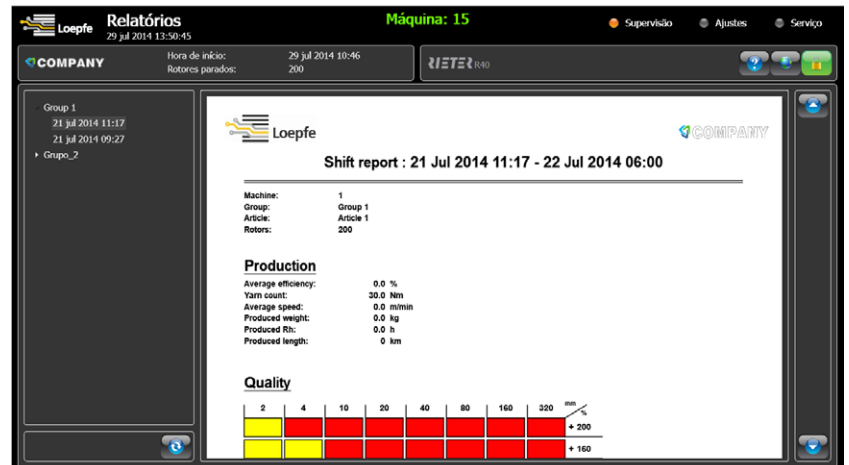 Loepfe
Relatórios
29 jul 2014 13:50:45
Máquina: 15
Supervisão
Ajustes
Serviço
COMPANY
Hora de início: 29 jul 2014 10:46
Rotores parados: 200
RIETER R40
Group 1
21 jul 2014 11:17
21 jul 2014 09:27
Grupo_2
Loepfe
COMPANY
Shift report : 21 Jul 2014 11:17 - 22 Jul 2014 06:00
Machine: 1
Group: Group 1
Article: Article 1
Rotors: 200
Production
Average efficiency: 0.0 %
Yarn count: 30.0 Nm
Average speed: 0.0 m/min
Produced weight: 0.0 kg
Produced Rh: 0.0 h
Produced length: 0 km
Quality
2 4 10 20 40 80 160 320 mm %
+ 200
+ 160